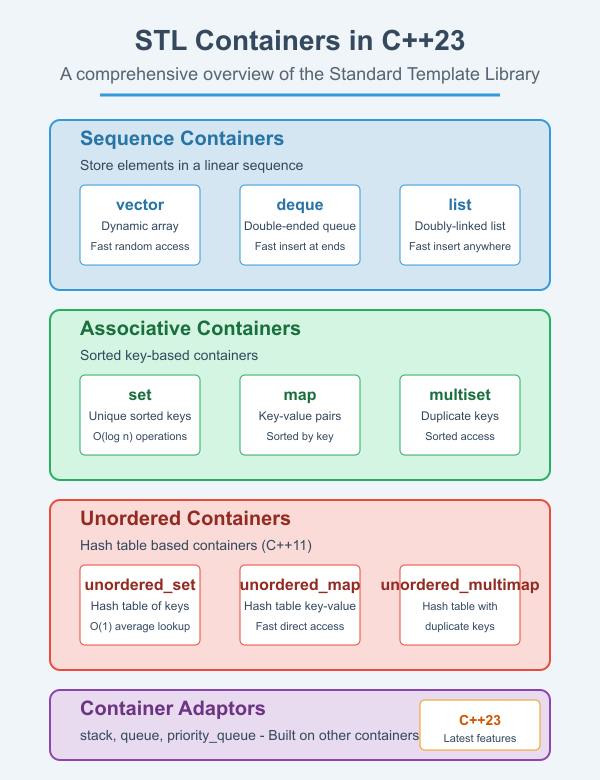 STL Containers in C++23
A comprehensive overview of the Standard Template Library
Sequence Containers
Store elements in a linear sequence
vector
Dynamic array
Fast random access
deque
Double-ended queue
Fast insert at ends
list
Doubly-linked list
Fast insert anywhere
Associative Containers
Sorted key-based containers
set
Unique sorted keys
O(log n) operations
map
Key-value pairs
Sorted by key
multiset
Duplicate keys
Sorted access
Unordered Containers
Hash table based containers (C++11)
unordered_set
Hash table of keys
O(1) average lookup
unordered_map
Hash table key-value
Fast direct access
unordered_multimap
Hash table with
duplicate keys
Container Adaptors
stack, queue, priority_queue - Built on other containers
C++23
Latest features